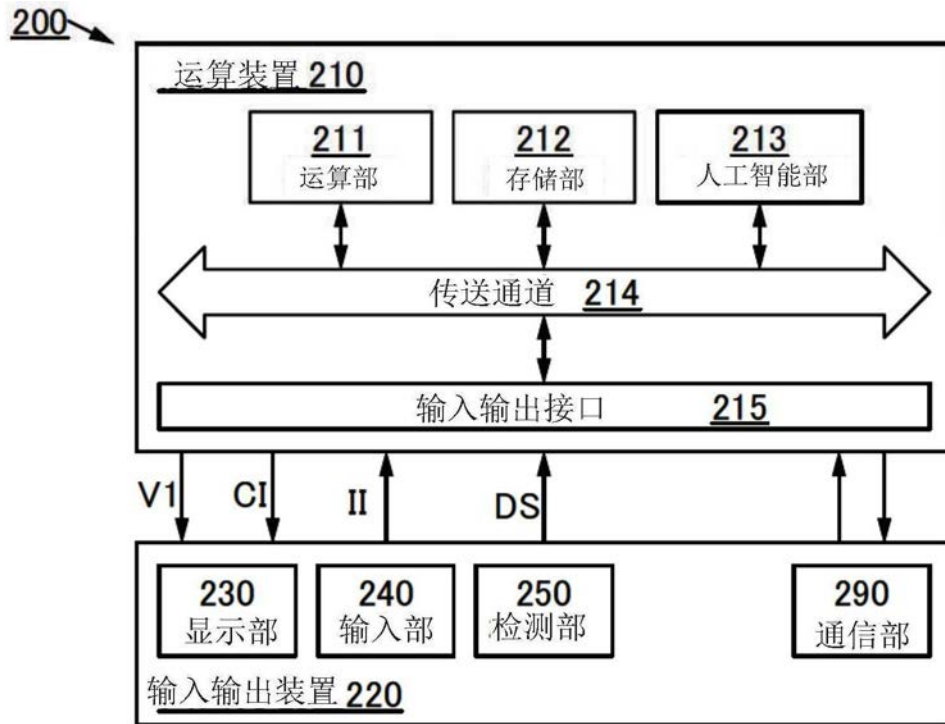 200
运算装置 210
211
运算部
212
存储部
213
人工智能部
传送通道 214
输入输出接口 215
V1
CI
II
DS
230
显示部
240
输入部
250
检测部
290
通信部
输入输出装置 220